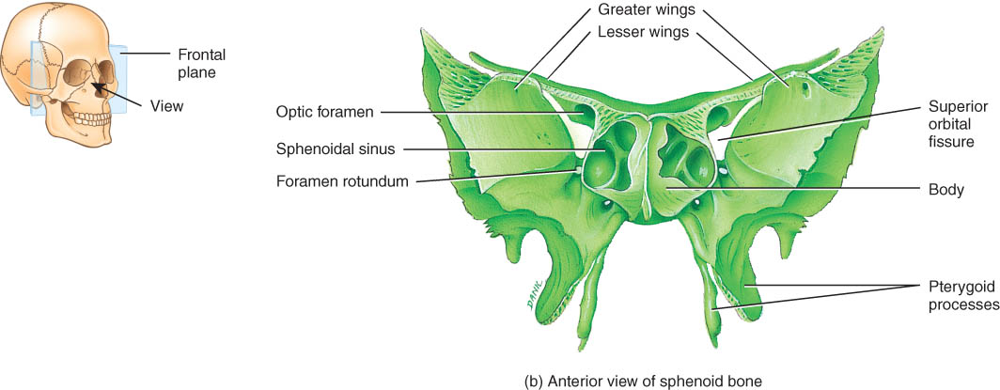 Frontal
plane
View
Greater wings
Lesser wings
Optic foramen
Sphenoidal sinus
Foramen rotundum
Superior
orbital
fissure
Body
Pterygoid
processes
DANK
(b) Anterior view of sphenoid bone